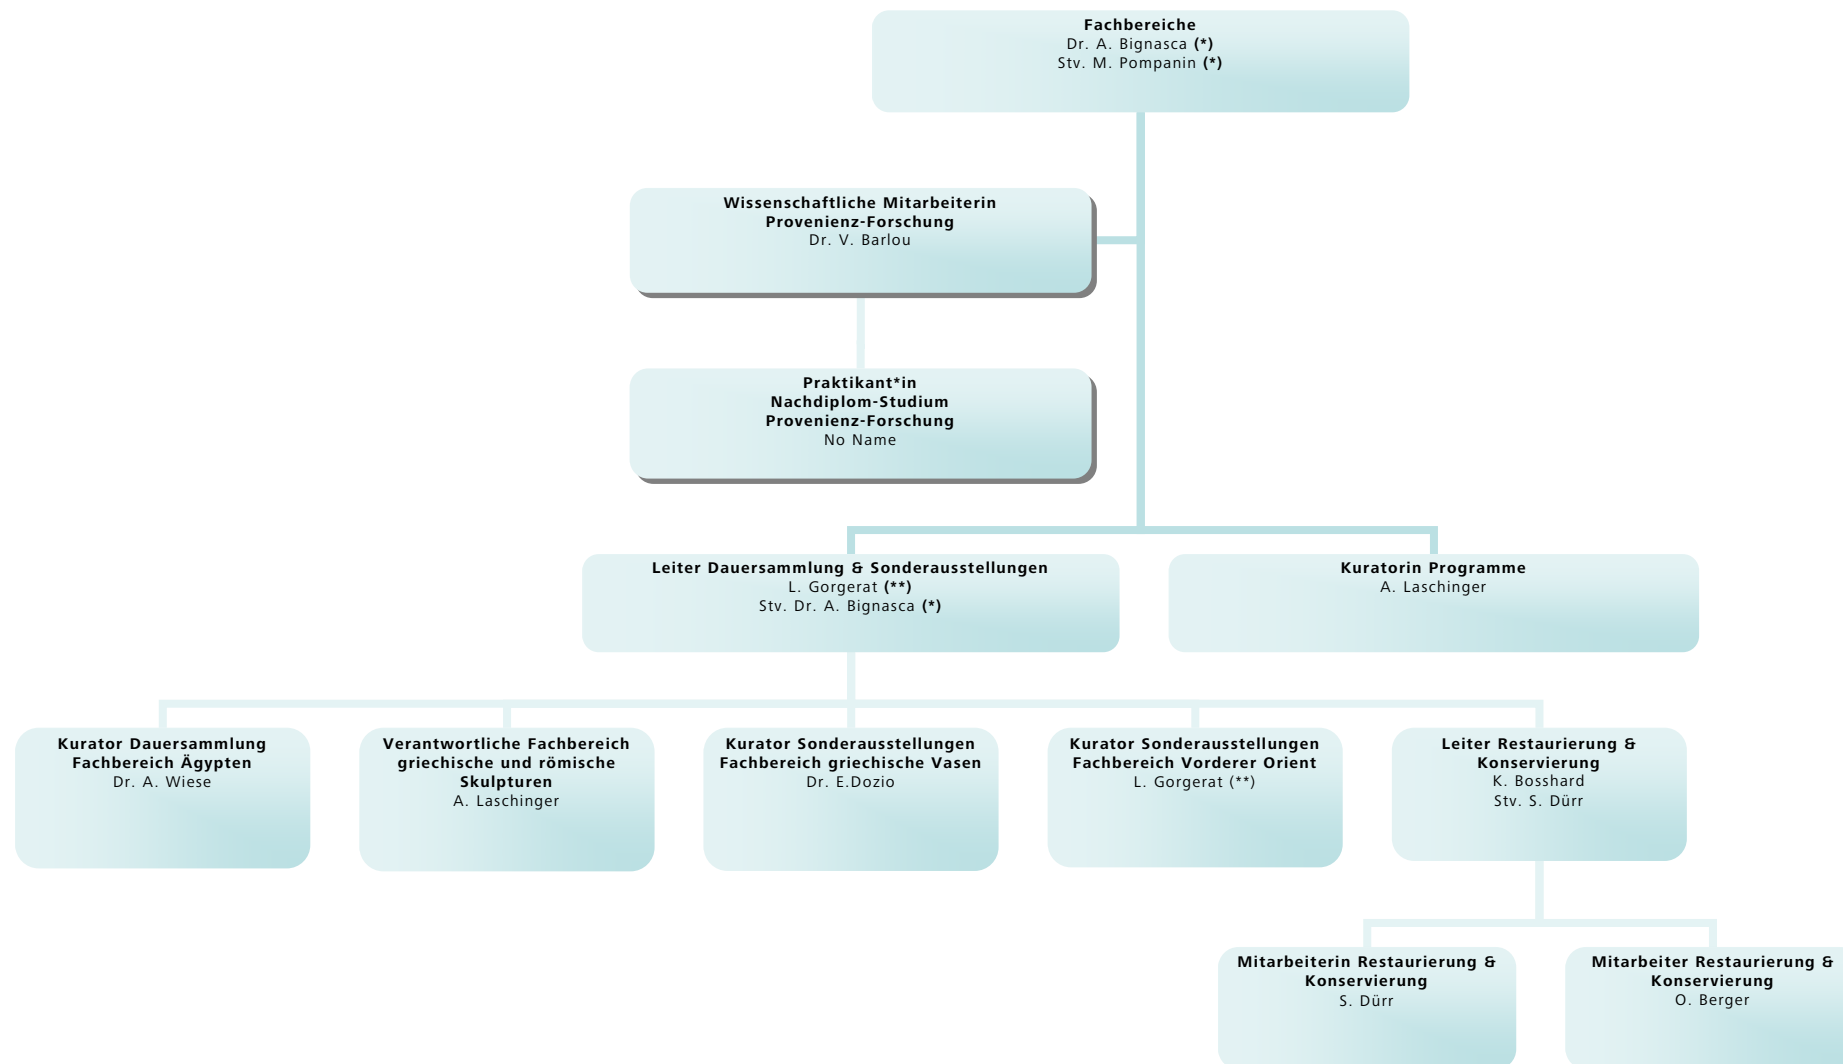 Fachbereiche
Dr. A. Bignasca (*)
Stv. M. Pompanin (*)
Wissenschaftliche Mitarbeiterin
Provenienz-Forschung
Dr. V. Barlou
Praktikant*in
Nachdiplom-Studium
Provenienz-Forschung
No Name
Leiter Dauersammlung & Sonderausstellungen
L. Gorgerat (**)
Stv. Dr. A. Bignasca (*)
Kuratorin Programme
A. Laschinger
Kurator Dauersammlung
Fachbereich Ägypten
Dr. A. Wiese
Verantwortliche Fachbereich
griechische und römische
Skulpturen
A. Laschinger
Kurator Sonderausstellungen
Fachbereich griechische Vasen
Dr. E.Dozio
Kurator Sonderausstellungen
Fachbereich Vorderer Orient
L. Gorgerat (**)
Leiter Restaurierung &
Konservierung
K. Bosshard
Stv. S. Dürr
Mitarbeiterin Restaurierung &
Konservierung
S. Dürr
Mitarbeiter Restaurierung &
Konservierung
O. Berger